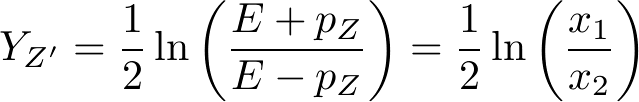 Y_{Z'} = \frac{1}{2} \ln \left( \frac{E + p_Z}{E - p_Z} \right) = \frac{1}{2} \ln \left( \frac{x_1}{x_2} \right)